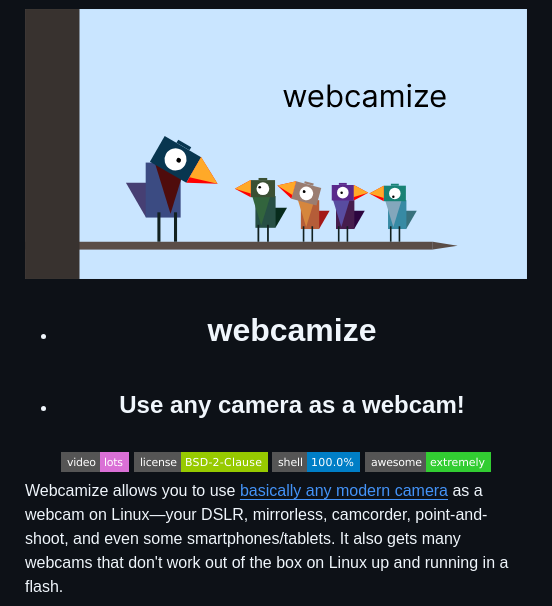 webcamize
webcamize
Use any camera as a webcam!
video lots license BSD-2-Clause shell 100.0% awesome extremely
Webcamize allows you to use basically any modern camera as a
webcam on Linux—your DSLR, mirrorless, camcorder, point-and-
shoot, and even some smartphones/tablets. It also gets many
webcams that don't work out of the box on Linux up and running in a
flash.